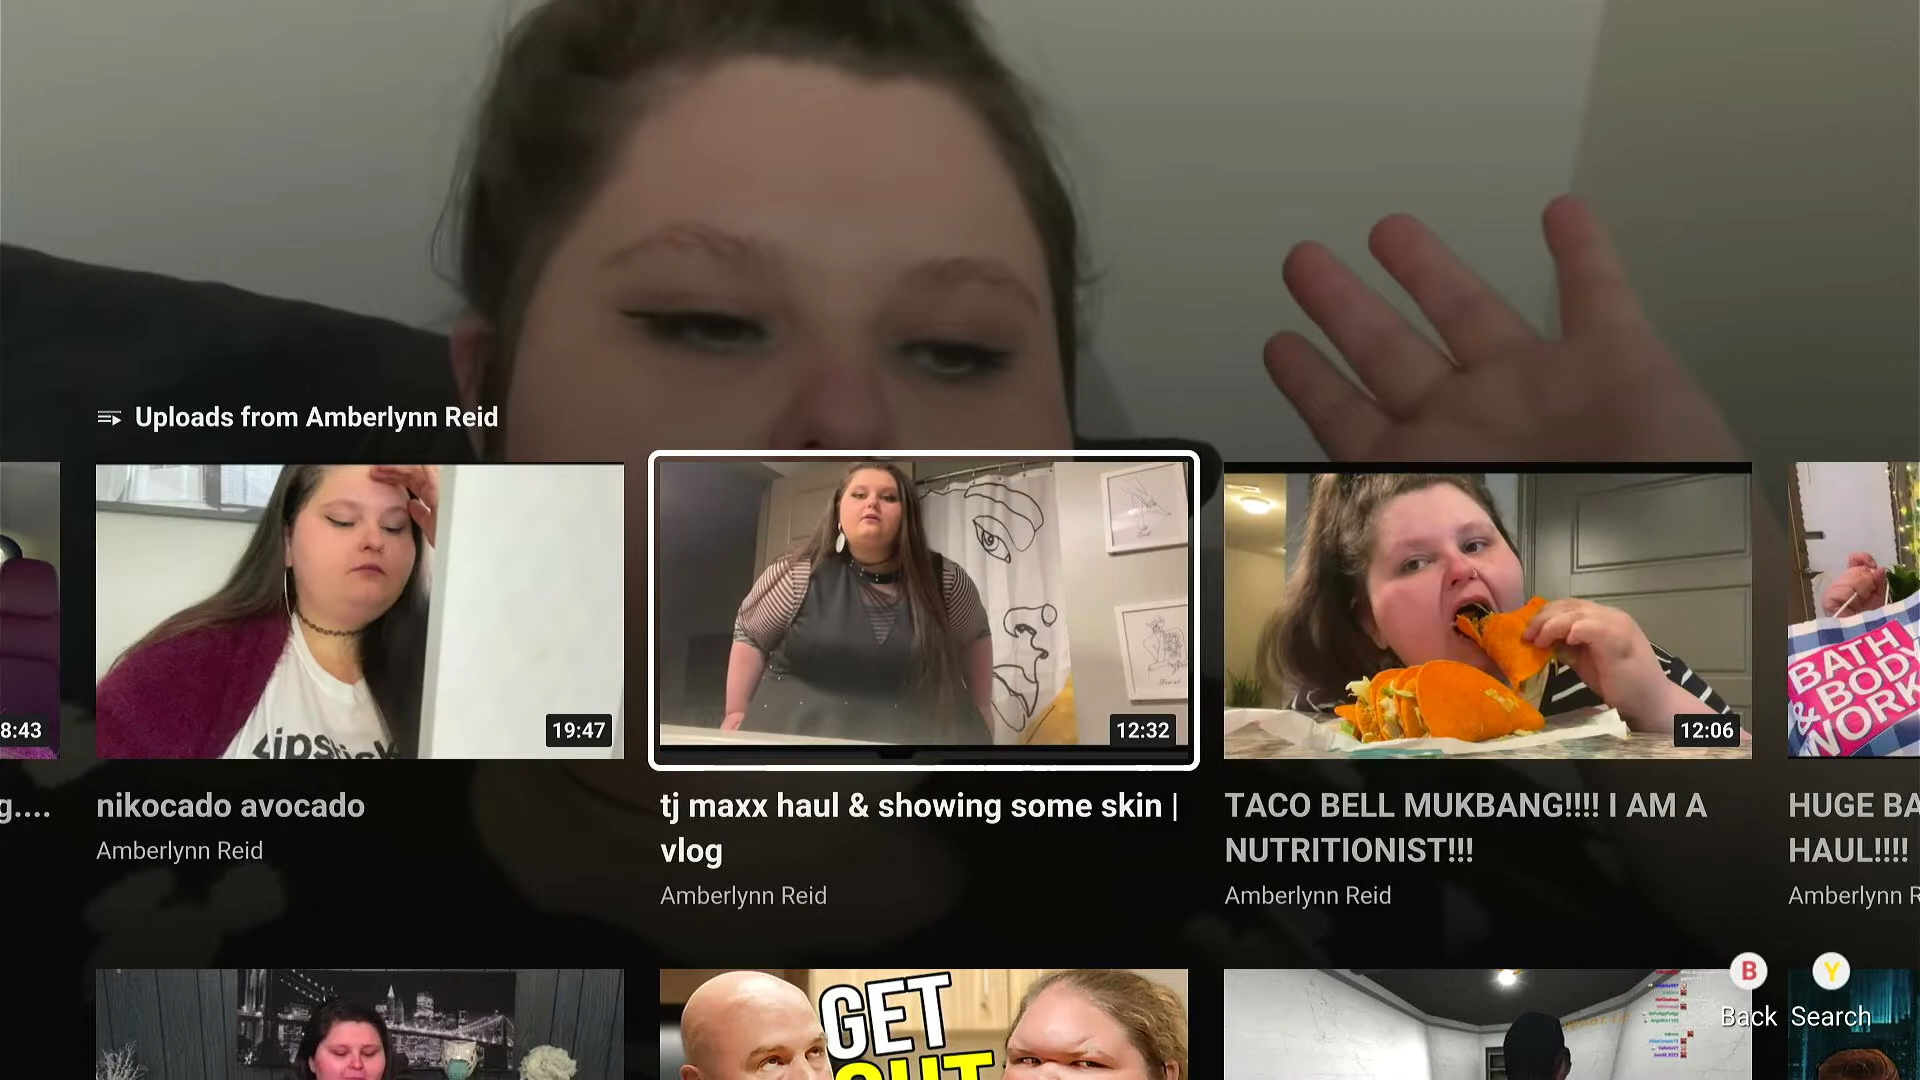 Uploads from Amberlynn Reid
8:43
19:47
12:32
12:06
Lipstick
BATH
& BODY
WORK
g....
nikocado avocado
Amberlynn Reid
tj maxx haul & showing some skin |
vlog
Amberlynn Reid
TACO BELL MUKBANG!!!! I AM A
NUTRITIONIST!!!
Amberlynn Reid
HUGE BA
HAUL!!!!
Amberlynn R
GET
OUT
B
Y
Back Search